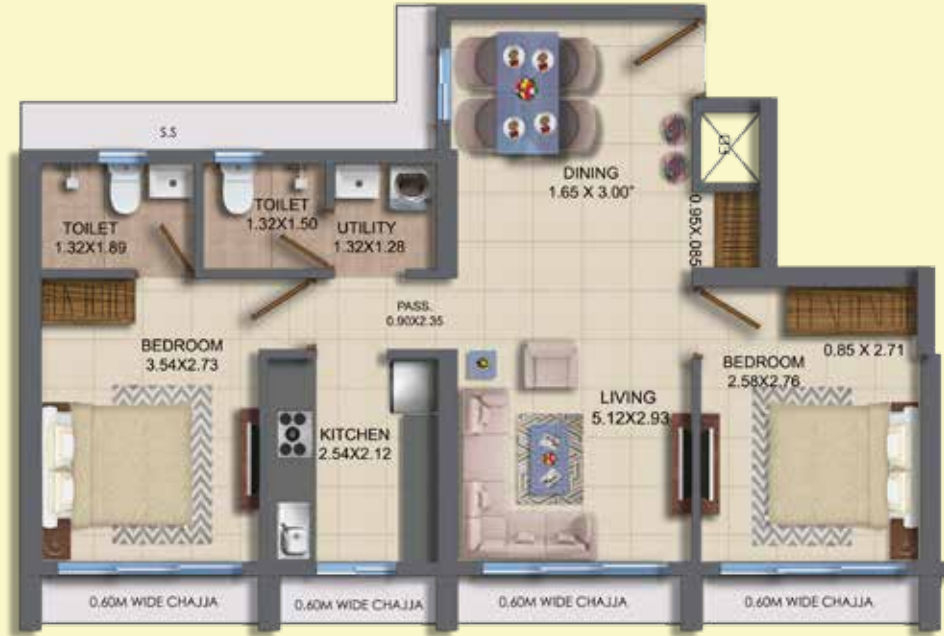 S.S
DINING
1.65 X 3.00"
TOILET
1.32X1.89
TOILET
1.32X1.50
UTILITY
1.32X1.28
0.95X.085
PASS.
0.90X2.35
BEDROOM
3.54X2.73
0.85 X 2.71
BEDROOM
2.58X2.76
LIVING
5.12X2.93
KITCHEN
2.54X2.12
0.60M WIDE CHAJJA
0.60M WIDE CHAJJA
0.60M WIDE CHAJJA
0.60M WIDE CHAJJA